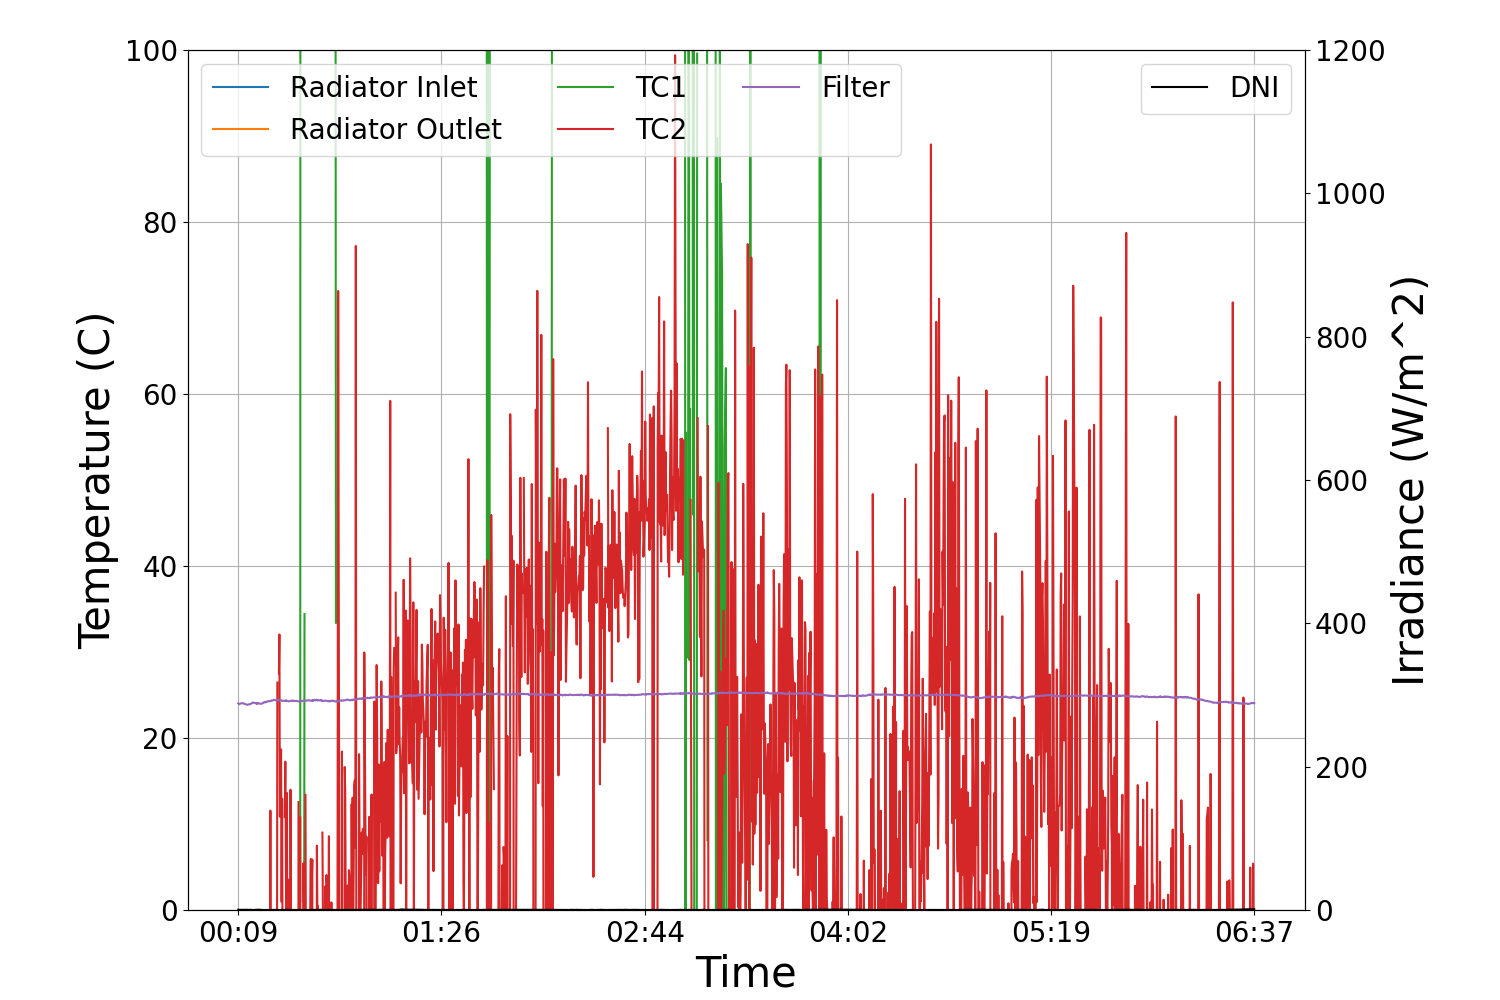 Radiator Inlet
Radiator Outlet
TC1
TC2
Filter
DNI
Temperature (C)
100
80
60
40
20
0
Irradiance (W/m^2)
1200
1000
800
600
400
200
0
00:09 01:26 02:44 04:02 05:19 06:37
Time